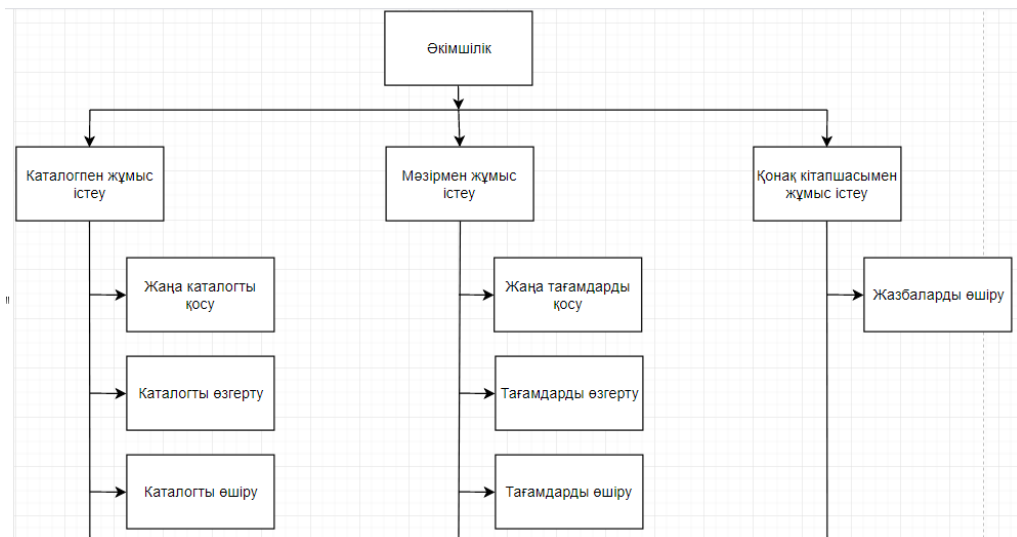 Әкімшілік
Каталогпен жұмыс
істеу
Мәзірмен жұмыс
істеу
Қонақ кітапшасымен
жұмыс істеу
Жаңа каталогты
қосу
Жаңа тағамдарды
қосу
Жазбаларды өшіру
Каталогты өзгерту
Тағамдарды өзгерту
Каталогты өшіру
Тағамдарды өшіру